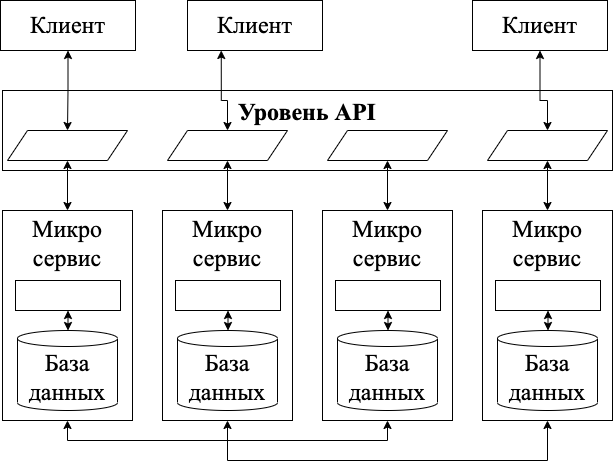 Клиент
Клиент
Клиент
Уровень API
Микро
сервис
Микро
сервис
Микро
сервис
Микро
сервис
База
данных
База
данных
База
данных
База
данных